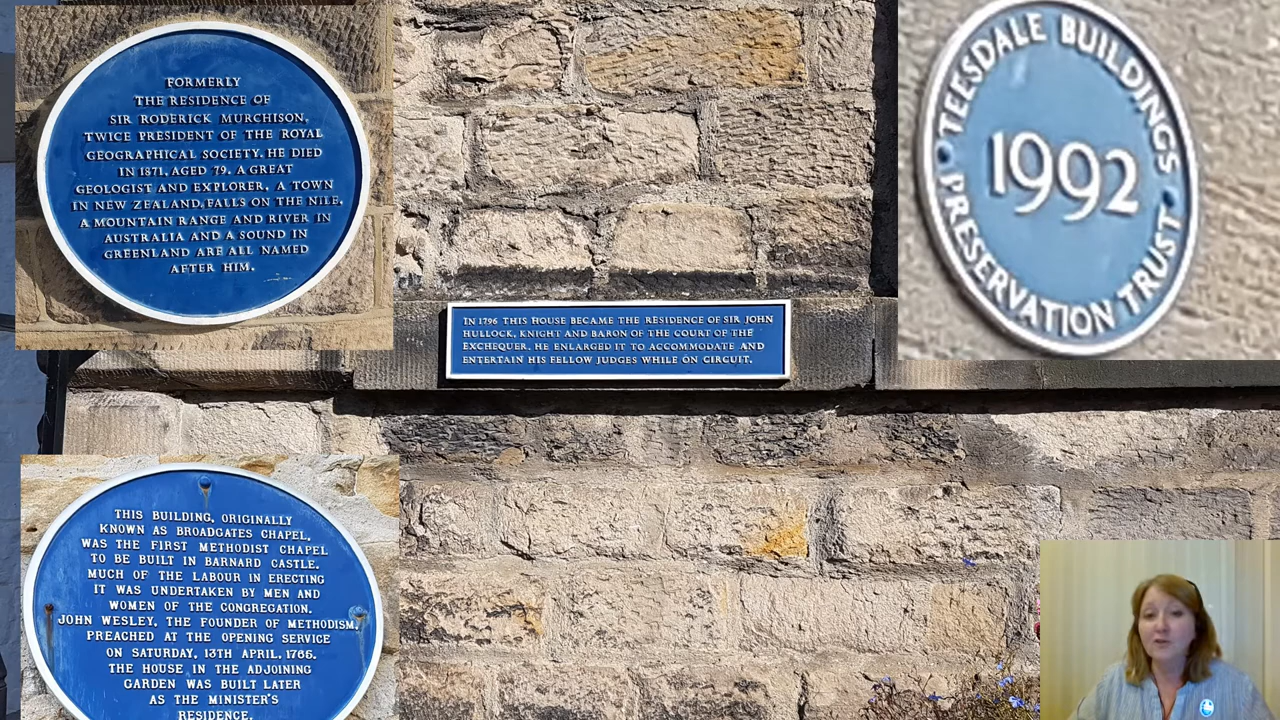 FORMERLY
THE RESIDENCE OF
SIR RODERICK MURCHISON,
TWICE PRESIDENT OF THE ROYAL
GEOGRAPHICAL SOCIETY. HE DIED
IN 1871, AGED 79. A GREAT
GEOLOGIST AND EXPLORER, A TOWN
IN NEW ZEALAND, FALLS ON THE NILE,
A MOUNTAIN RANGE AND RIVER IN
AUSTRALIA AND A SOUND IN
GREENLAND ARE ALL NAMED
AFTER HIM.
TEESDALE BUILDINGS
1992
PRESERVATION TRUST
IN 1796 THIS HOUSE BECAME THE RESIDENCE OF SIR JOHN
HULLOCK, KNIGHT AND BARON OF THE COURT OF THE
EXCHEQUER. HE ENLARGED IT TO ACCOMMODATE AND
ENTERTAIN HIS FELLOW JUDGES WHILE ON CIRCUIT.
THIS BUILDING, ORIGINALLY
KNOWN AS BROADGATES CHAPEL,
WAS THE FIRST METHODIST CHAPEL
TO BE BUILT IN BARNARD CASTLE.
MUCH OF THE LABOUR IN ERECTING
IT WAS UNDERTAKEN BY MEN AND
WOMEN OF THE CONGREGATION.
JOHN WESLEY, THE FOUNDER OF METHODISM,
PREACHED AT THE OPENING SERVICE
ON SATURDAY, 13TH APRIL, 1765.
THE HOUSE IN THE ADJOINING
GARDEN WAS BUILT LATER
AS THE MINISTER'S
RESIDENCE.